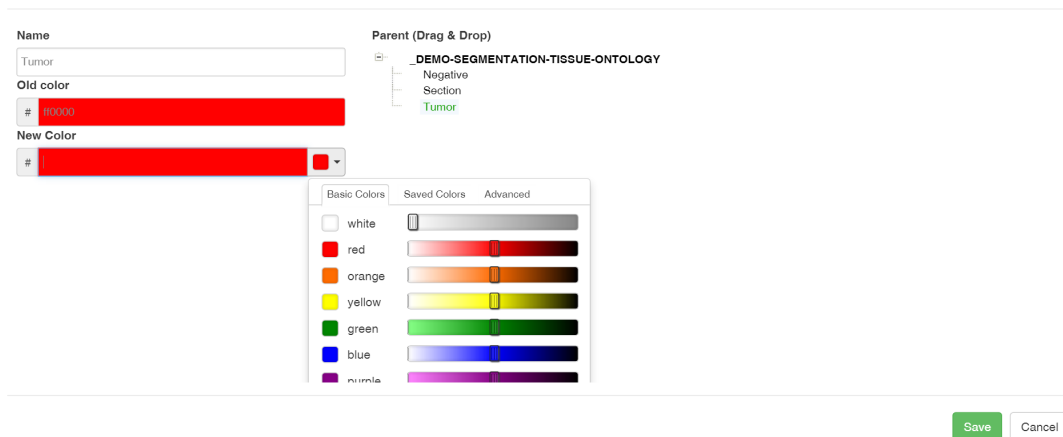 Name
Tumor
Old color
# ff0000
New Color
#
Parent (Drag & Drop)
_DEMO-SEGMENTATION-TISSUE-ONTOLOGY
Negative
Section
Tumor
Basic Colors Saved Colors Advanced
white
red
orange
yellow
green
blue
purple
Save Cancel